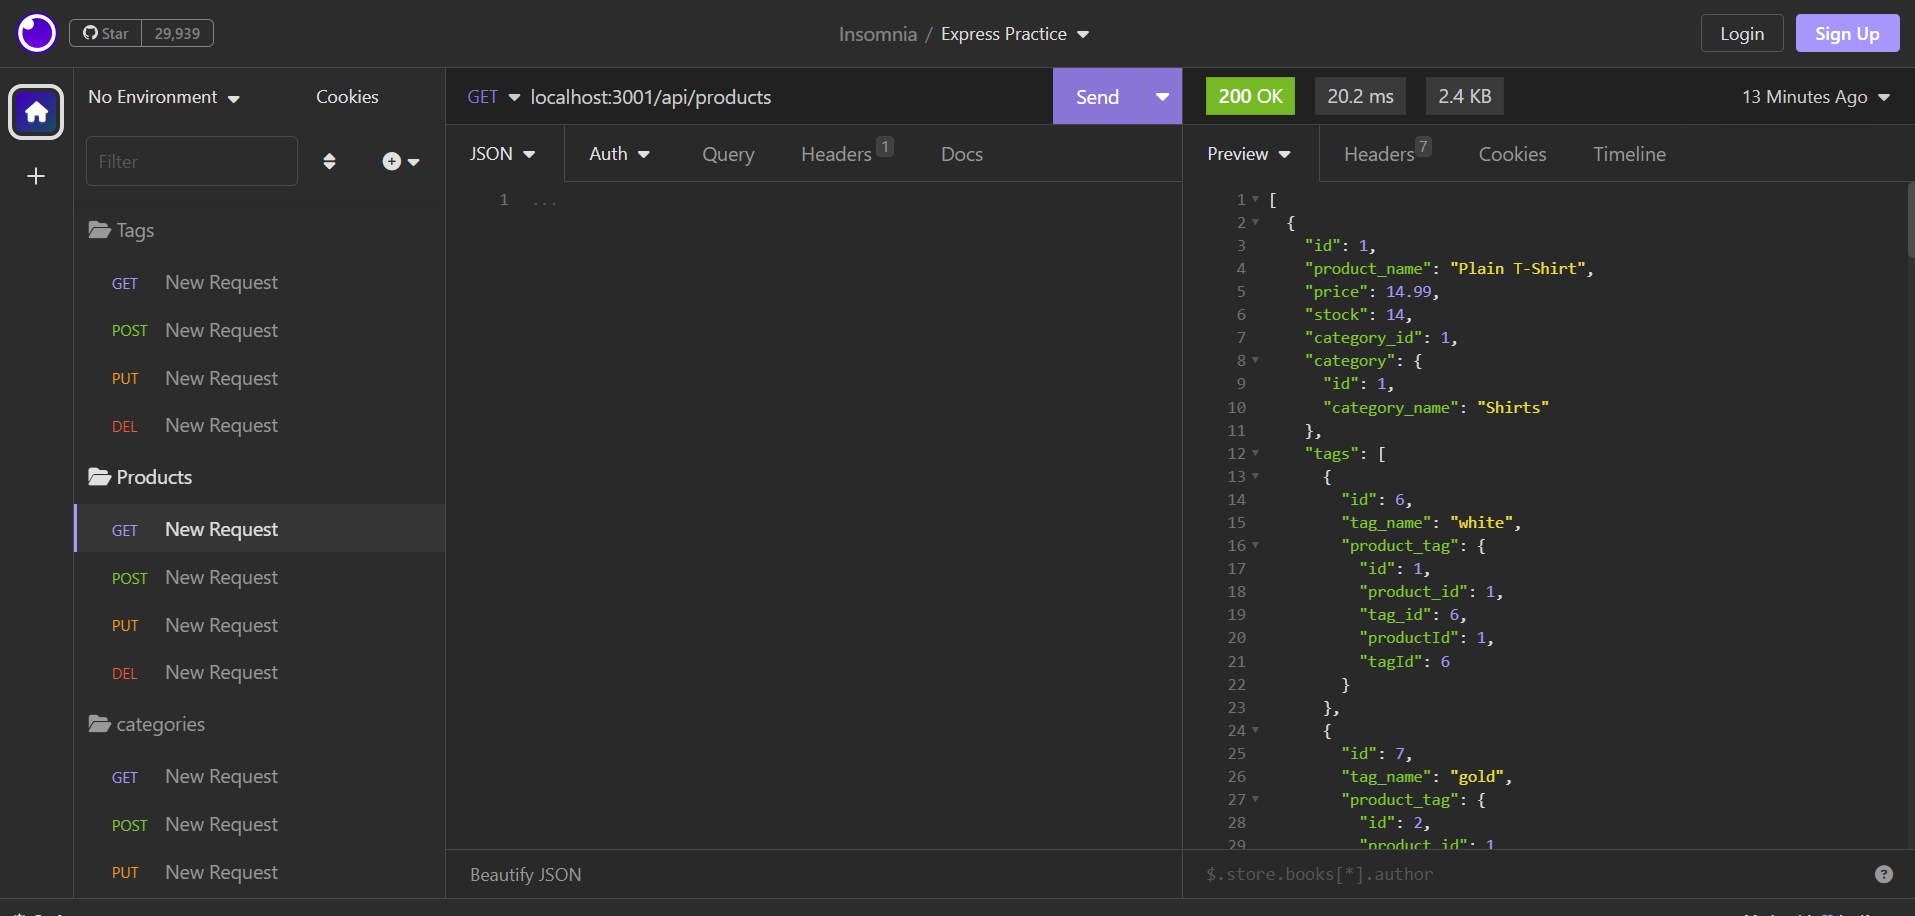 Star 29,939
Insomnia / Express Practice
Login
Sign Up
No Environment
Cookies
Filter
Tags
GET New Request
POST New Request
PUT New Request
DEL New Request
Products
GET New Request
POST New Request
PUT New Request
DEL New Request
categories
GET New Request
POST New Request
PUT New Request
GET localhost:3001/api/products
Send
JSON Auth Query Headers 1 Docs
1 ...
Beautify JSON
200 OK 20.2 ms 2.4 KB 13 Minutes Ago
Preview Headers 7 Cookies Timeline
1 [
2 {
3 "id": 1,
4 "product_name": "Plain T-Shirt",
5 "price": 14.99,
6 "stock": 14,
7 "category_id": 1,
8 "category": {
9 "id": 1,
10 "category_name": "Shirts"
11 },
12 "tags": [
13 {
14 "id": 6,
15 "tag_name": "white",
16 "product_tag": {
17 "id": 1,
18 "product_id": 1,
19 "tag_id": 6,
20 "productId": 1,
21 "tagId": 6
22 }
23 },
24 {
25 "id": 7,
26 "tag_name": "gold",
27 "product_tag": {
28 "id": 2,
29 "product_id": 1
$.store.books[*].author
?